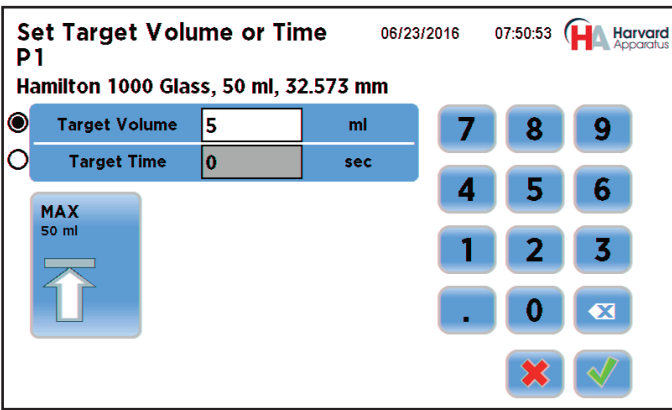 Set Target Volume or Time 06/23/2016 07:50:53 HA Harvard Apparatus
P1
Hamilton 1000 Glass, 50 ml, 32.573 mm
Target Volume 5 ml
Target Time 0 sec
MAX
50 ml
7 8 9
4 5 6
1 2 3
. 0